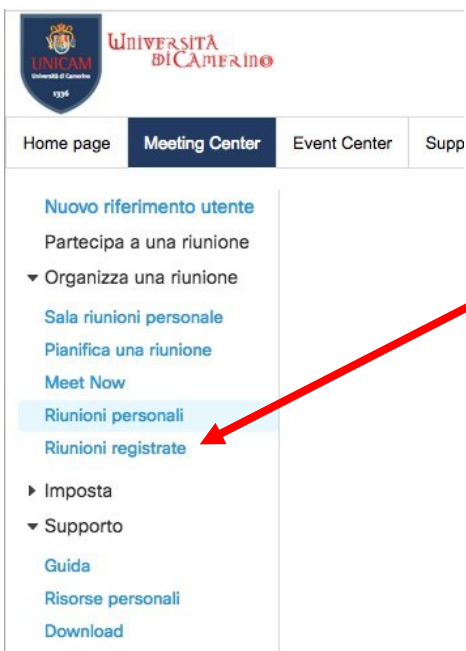 UNIVERSITÀ
DI CAMERINO
UNICAM
Università di Camerino
1336
Home page Meeting Center Event Center Supp
Nuovo riferimento utente
Partecipa a una riunione
Organizza una riunione
Sala riunioni personale
Pianifica una riunione
Meet Now
Riunioni personali
Riunioni registrate
Imposta
Supporto
Guida
Risorse personali
Download